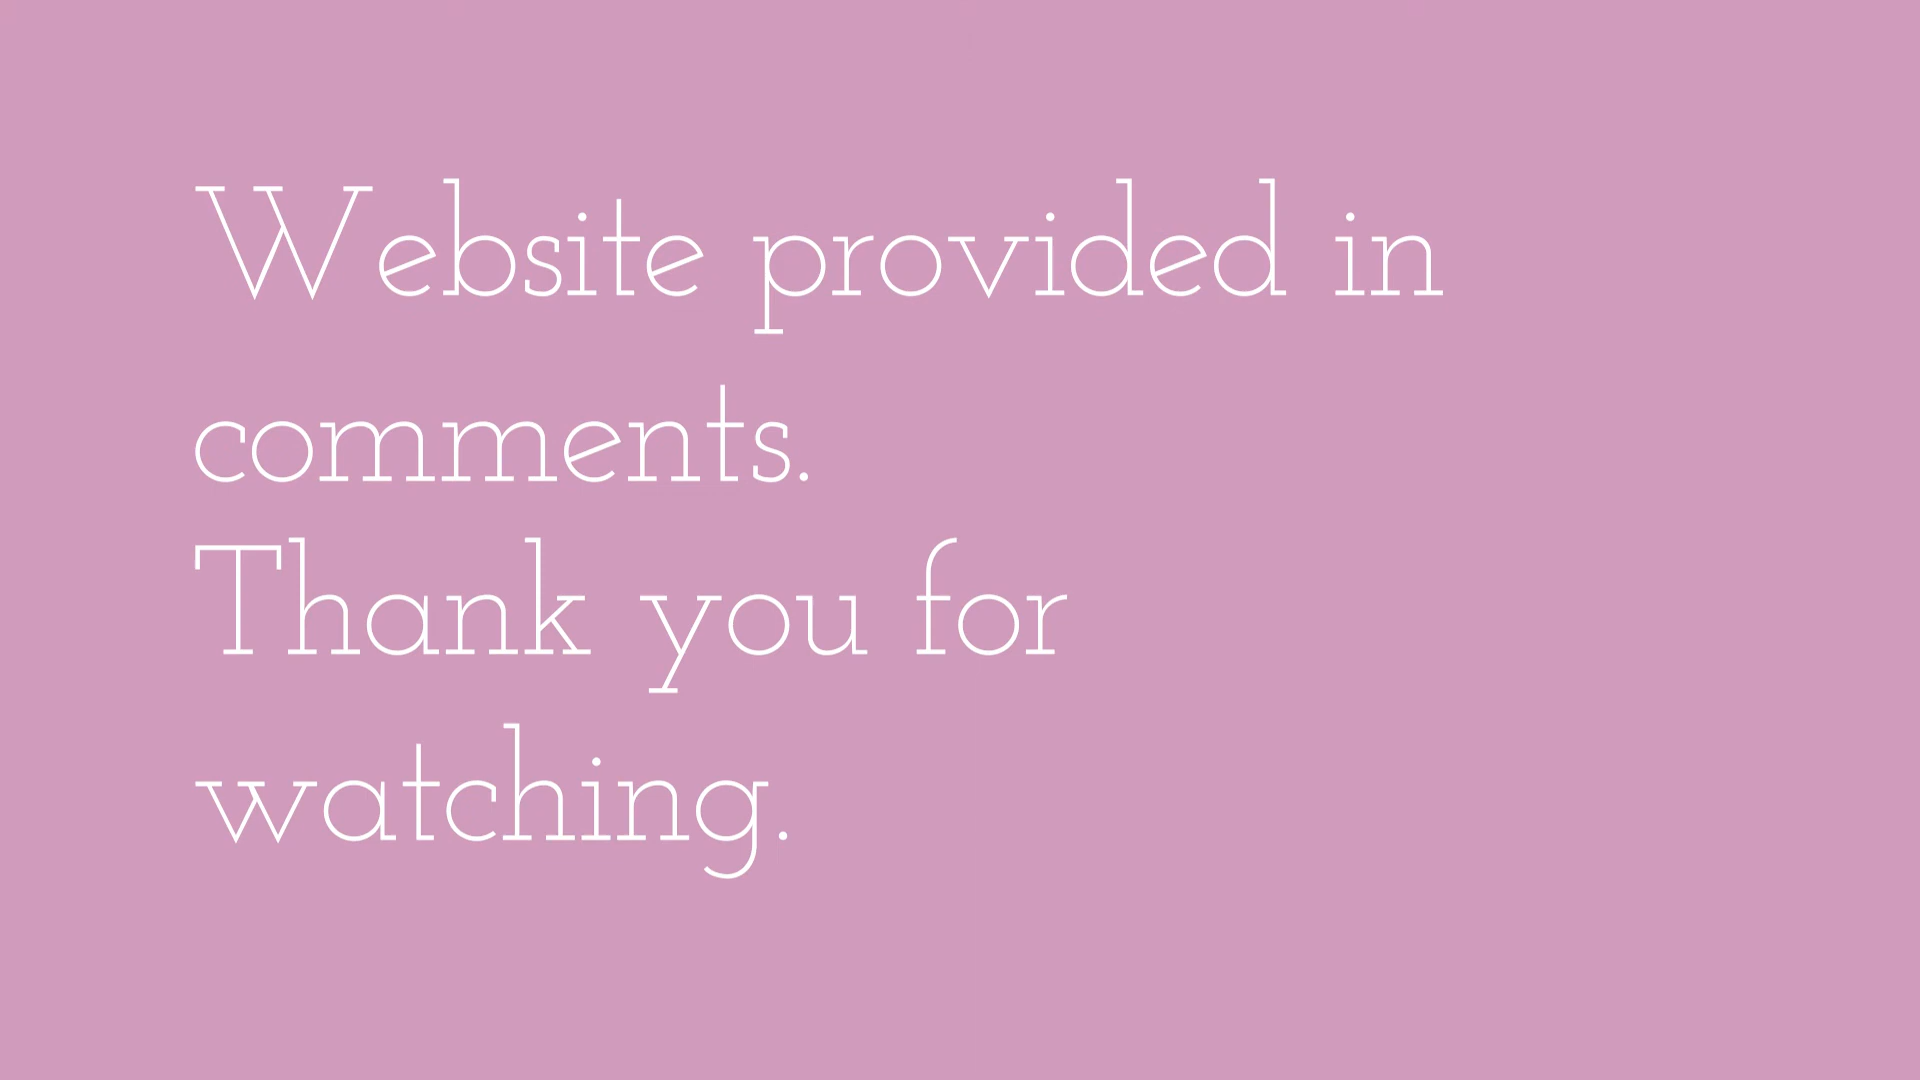 Website provided in
comments.
Thank you for
watching.